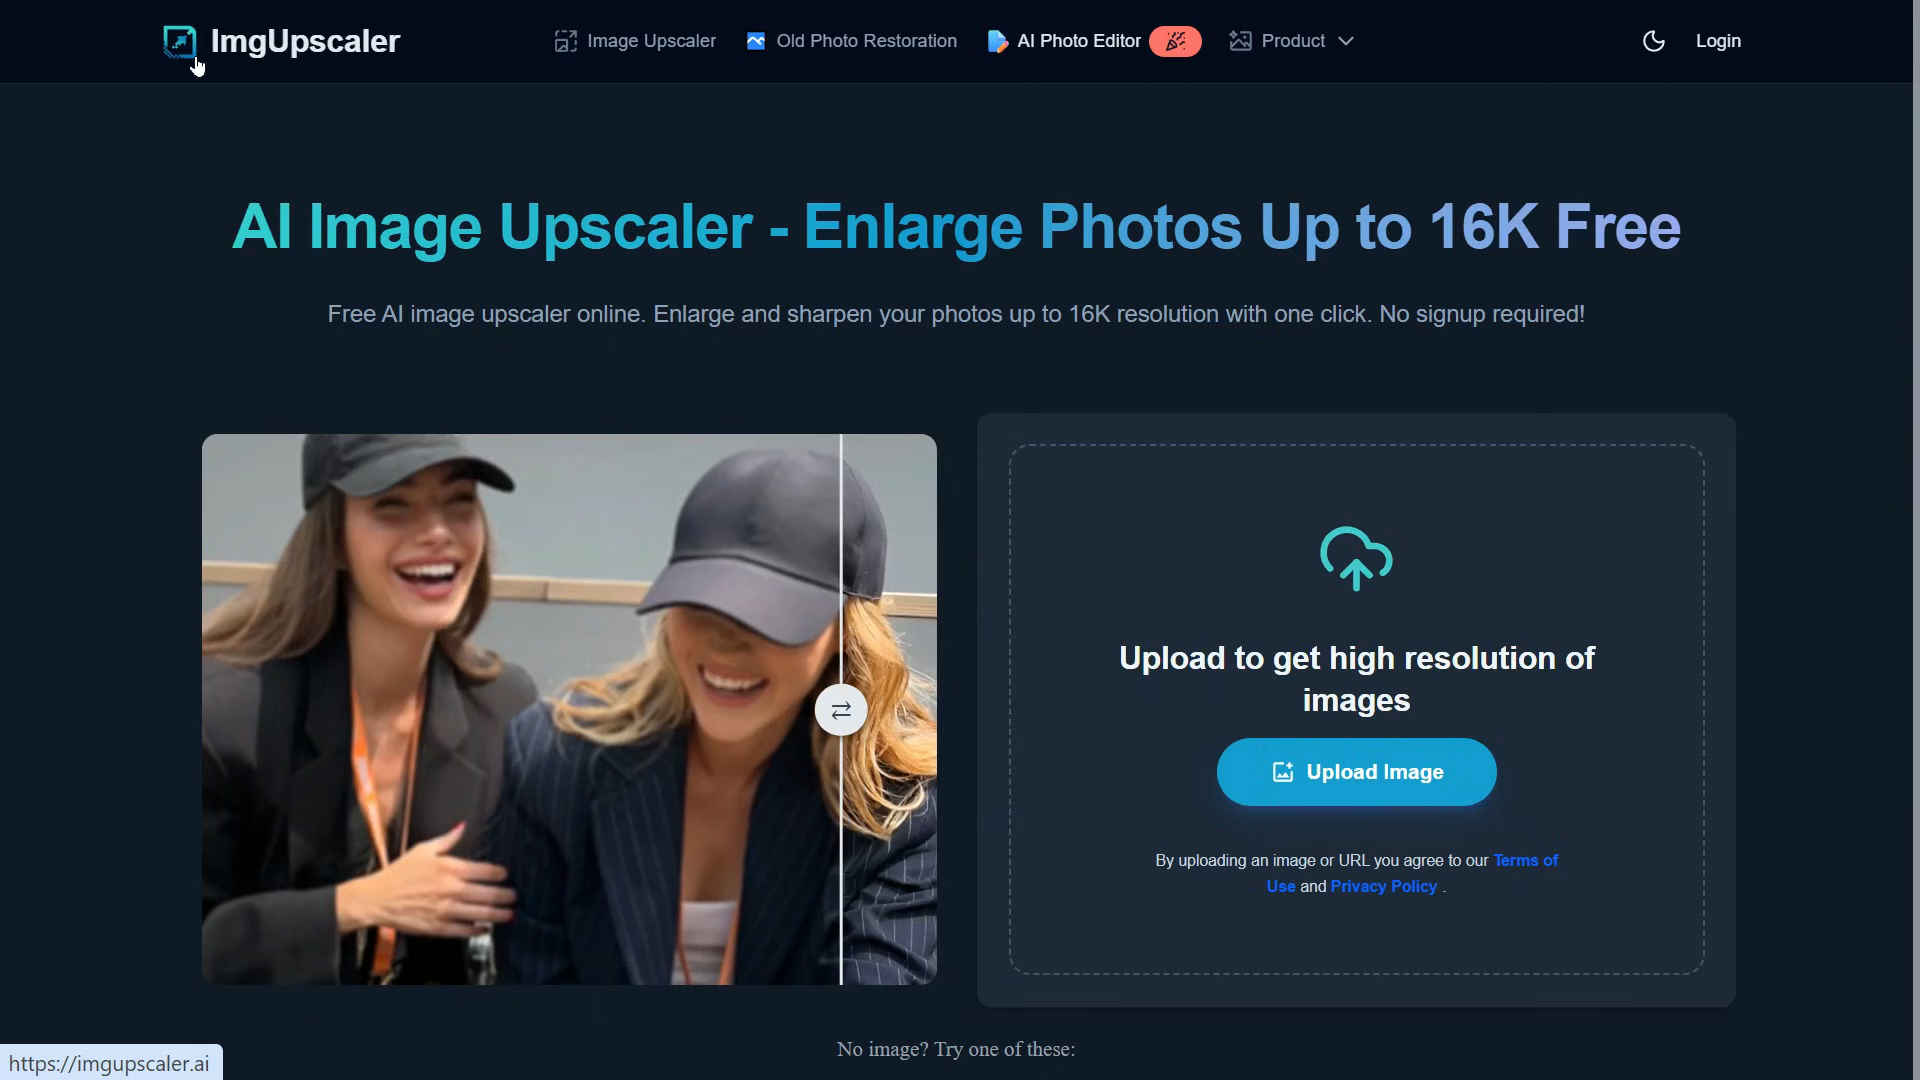 ImgUpscaler
Image Upscaler
Old Photo Restoration
AI Photo Editor
Product
Login
AI Image Upscaler - Enlarge Photos Up to 16K Free
Free AI image upscaler online. Enlarge and sharpen your photos up to 16K resolution with one click. No signup required!
Upload to get high resolution of
images
Upload Image
By uploading an image or URL you agree to our Terms of
Use and Privacy Policy .
No image? Try one of these:
https://imgupscaler.ai